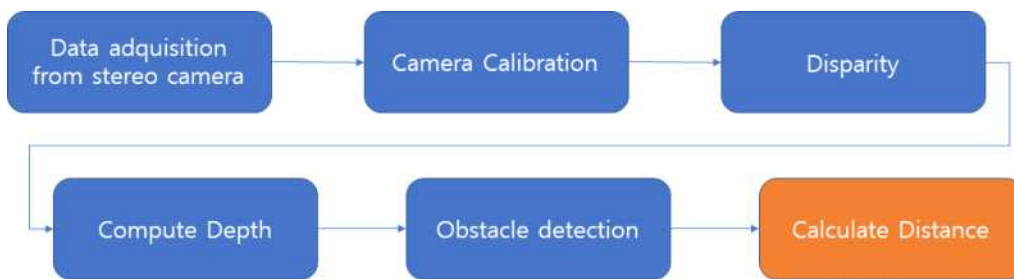 Data adquisition
from stereo camera
Camera Calibration
Disparity
Compute Depth
Obstacle detection
Calculate Distance